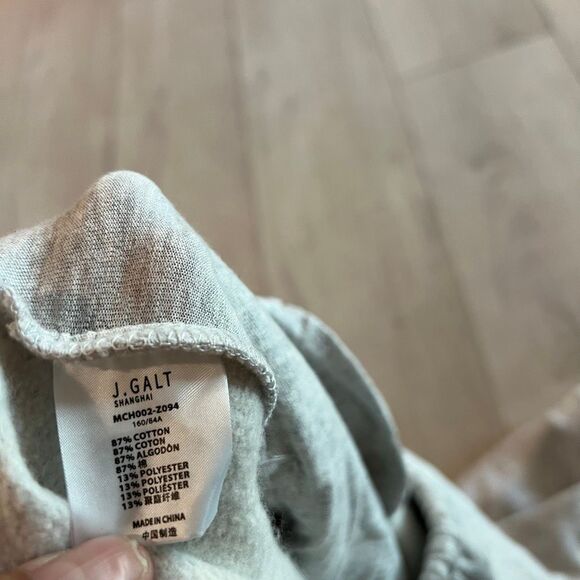 J.GALT
SHANGHAI
MCH002-Z094
160/84A
87% COTTON
87% COTON
87% ALGODÓN
87% 棉
13% POLYESTER
13% POLYESTER
13% POLIÉSTER
13% 聚酯纤维
MADE IN CHINA
中国制造